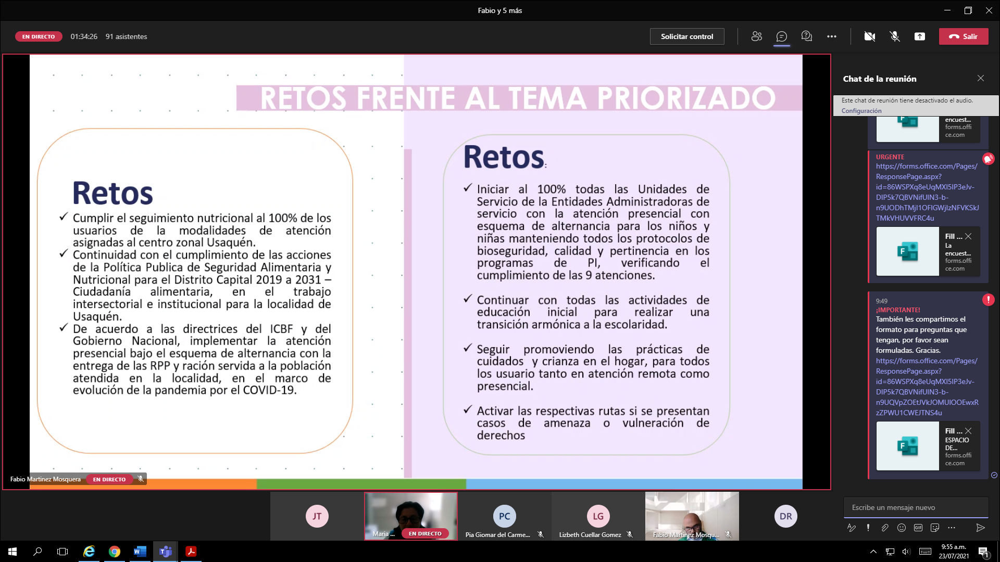 Fabio y 5 más
EN DIRECTO
01:34:26
91 asistentes
Solicitar control
Salir
RETOS FRENTE AL TEMA PRIORIZADO
Retos
✓ Cumplir el seguimiento nutricional al 100% de los
usuarios de la modalidades de atención
asignadas al centro zonal Usaquén.
✓ Continuidad con el cumplimiento de las acciones
de la Política Publica de Seguridad Alimentaria y
Nutricional para el Distrito Capital 2019 a 2031 –
Ciudadanía alimentaria, en el trabajo
intersectorial e institucional para la localidad de
Usaquén.
✓ De acuerdo a las directrices del ICBF y del
Gobierno Nacional, implementar la atención
presencial bajo el esquema de alternancia con la
entrega de las RPP y ración servida a la población
atendida en la localidad, en el marco de
evolución de la pandemia por el COVID-19.
Retos:
✓ Iniciar al 100% todas las Unidades de
Servicio de la Entidades Administradoras de
servicio con la atención presencial con
esquema de alternancia para los niños y
niñas manteniendo todos los protocolos de
bioseguridad, calidad y pertinencia en los
programas de PI, verificando el
cumplimiento de las 9 atenciones.
✓ Continuar con todas las actividades de
educación inicial para realizar una
transición armónica a la escolaridad.
✓ Seguir promoviendo las prácticas de
cuidados y crianza en el hogar, para todos
los usuario tanto en atención remota como
presencial.
✓ Activar las respectivas rutas si se presentan
casos de amenaza o vulneración de
derechos
Fabio Martinez Mosquera
EN DIRECTO
Chat de la reunión
Este chat de reunión tiene desactivado el audio.
Configuración
encuest...
forms.offi
ce.com
URGENTE
https://forms.office.com/Pages/
ResponsePage.aspx?
id=86WSPXq8eUqMXI5IP3eJv-
DIP5k7QBVNifUIN3-b-
n9UODhTMjI1OFlGWjIzNFVKSkJ
TMkVHUVVFRC4u
Fill ...
La
encuest...
forms.offi
ce.com
9:49
¡IMPORTANTE!
También les compartimos el
formato para preguntas que
tengan, por favor sean
formuladas. Gracias.
https://forms.office.com/Pages/
ResponsePage.aspx?
id=86WSPXq8eUqMXI5IP3eJv-
DIP5k7QBVNifUIN3-b-
n9UQVpZOEtJVkJOMUlOOEwxR
zZPWU1CWEJTNS4u
Fill ...
ESPACIO
DE...
forms.offi
ce.com
Escribe un mensaje nuevo
GIF
JT
Maria ...
EN DIRECTO
PC
Pia Giomar del Carme...
LG
Lizbeth Cuellar Gomez
Fabio Martinez Mosqu...
DR
9:55 a.m.
23/07/2021
1